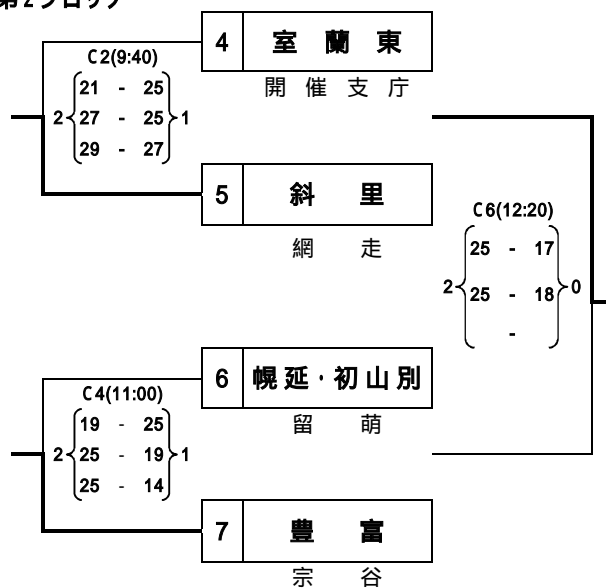 第2ブロック
4 室蘭東
開催支庁
C2(9:40)
21 - 25
2 27 - 25 1
29 - 27
5 斜里
網走
C6(12:20)
25 - 17
2 25 - 18 0
-
6 幌延・初山別
留萌
C4(11:00)
19 - 25
2 25 - 19 1
25 - 14
7 豊富
宗谷